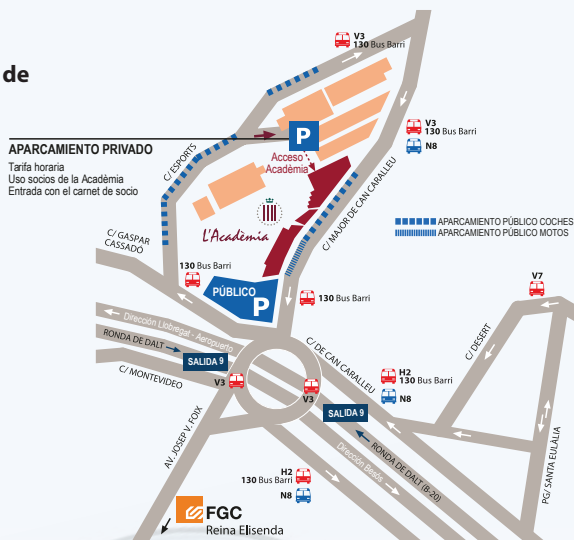 de
V3
130 Bus Barri
APARCAMIENTO PRIVADO
Tarifa horaria
Uso socios de la Acadèmia
Entrada con el carnet de socio
C/ ESPORTS
P
Acceso
Acadèmia
V3
130 Bus Barri
N8
C/ MAJOR DE CAN CARALLEU
APARCAMIENTO PÚBLICO COCHES
APARCAMIENTO PÚBLICO MOTOS
C/ GASPAR
CASSADÓ
L'Acadèmia
130 Bus Barri
PÚBLICO
P
130 Bus Barri
V7
Dirección Llobregat - Aeropuerto
RONDA DE DALT
SALIDA 9
C/ MONTEVIDEO
V3
V3
C/ DE CAN CARALLEU
H2
130 Bus Barri
N8
C/ DESERT
SALIDA 9
AV. JOSEP V. FOIX
Dirección Besós
RONDA DE DALT (B-20)
PG/ SANTA EULÀLIA
H2
130 Bus Barri
N8
FGC
Reina Elisenda